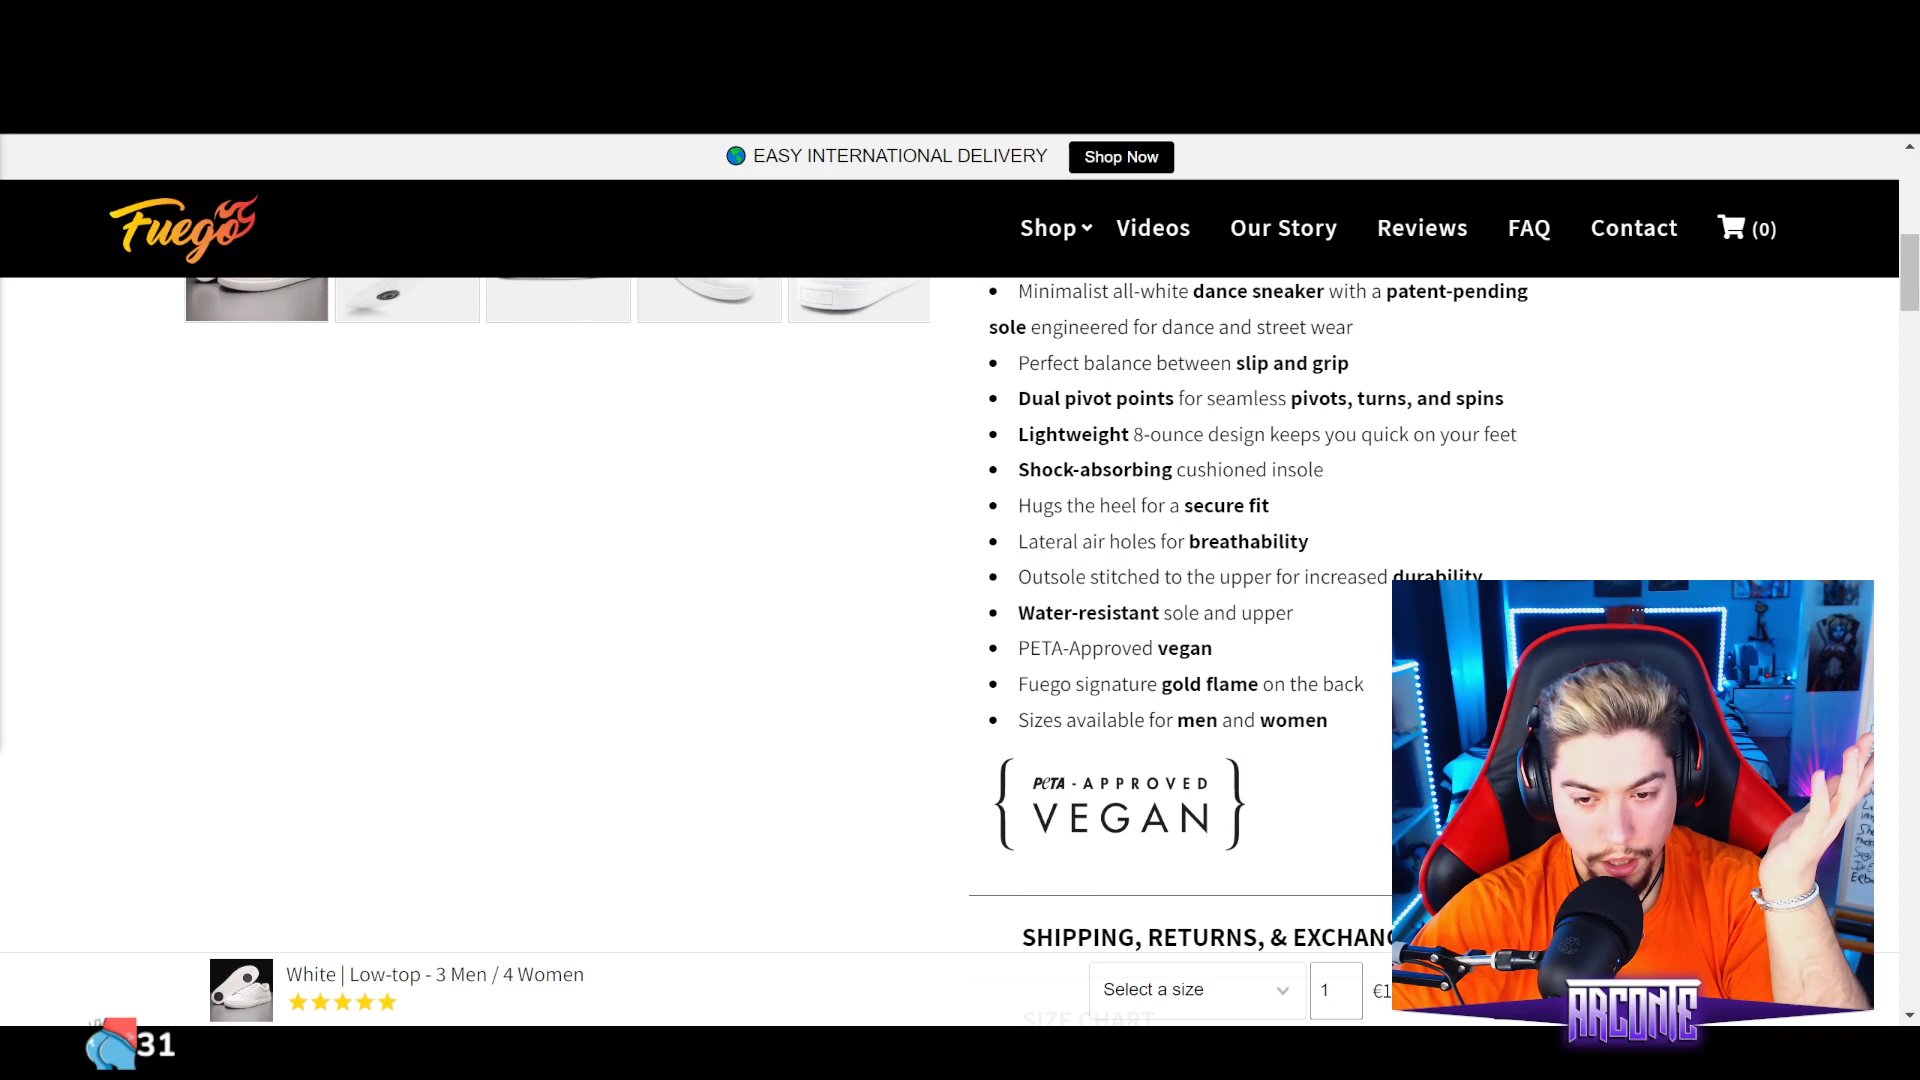 EASY INTERNATIONAL DELIVERY Shop Now
Fuego Shop Videos Our Story Reviews FAQ Contact (0)
• Minimalist all-white dance sneaker with a patent-pending
sole engineered for dance and street wear
• Perfect balance between slip and grip
• Dual pivot points for seamless pivots, turns, and spins
• Lightweight 8-ounce design keeps you quick on your feet
• Shock-absorbing cushioned insole
• Hugs the heel for a secure fit
• Lateral air holes for breathability
• Outsole stitched to the upper for increased durability
• Water-resistant sole and upper
• PETA-Approved vegan
• Fuego signature gold flame on the back
• Sizes available for men and women
PETA-APPROVED
VEGAN
SHIPPING, RETURNS, & EXCHAN
White | Low-top - 3 Men / 4 Women
Select a size 1 €1
SIZE CHART
ARCONTE
31